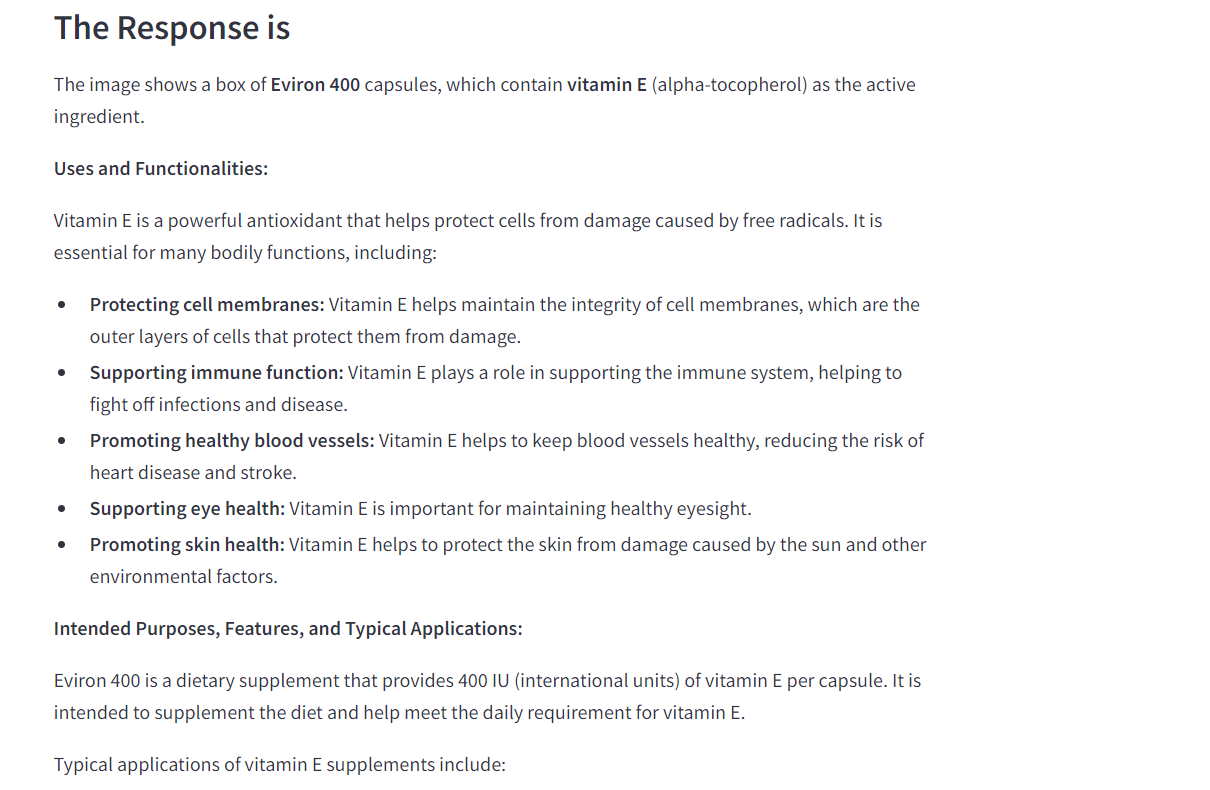 The Response is
The image shows a box of Eviron 400 capsules, which contain vitamin E (alpha-tocopherol) as the active
ingredient.
Uses and Functionalities:
Vitamin E is a powerful antioxidant that helps protect cells from damage caused by free radicals. It is
essential for many bodily functions, including:
• Protecting cell membranes: Vitamin E helps maintain the integrity of cell membranes, which are the
outer layers of cells that protect them from damage.
• Supporting immune function: Vitamin E plays a role in supporting the immune system, helping to
fight off infections and disease.
• Promoting healthy blood vessels: Vitamin E helps to keep blood vessels healthy, reducing the risk of
heart disease and stroke.
• Supporting eye health: Vitamin E is important for maintaining healthy eyesight.
• Promoting skin health: Vitamin E helps to protect the skin from damage caused by the sun and other
environmental factors.
Intended Purposes, Features, and Typical Applications:
Eviron 400 is a dietary supplement that provides 400 IU (international units) of vitamin E per capsule. It is
intended to supplement the diet and help meet the daily requirement for vitamin E.
Typical applications of vitamin E supplements include: